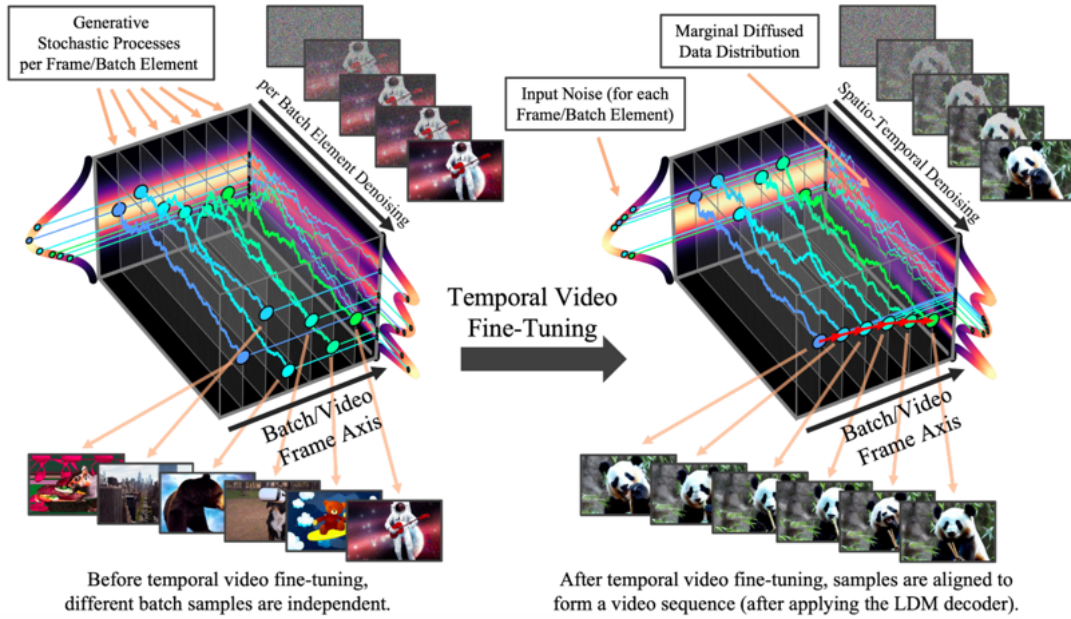 Generative
Stochastic Processes
per Frame/Batch Element
per Batch Element Denoising
Batch/Video
Frame Axis
Before temporal video fine-tuning,
different batch samples are independent.
Temporal Video
Fine-Tuning
Input Noise (for each
Frame/Batch Element)
Marginal Diffused
Data Distribution
Spatio-Temporal Denoising
Batch/Video
Frame Axis
After temporal video fine-tuning, samples are aligned to
form a video sequence (after applying the LDM decoder).